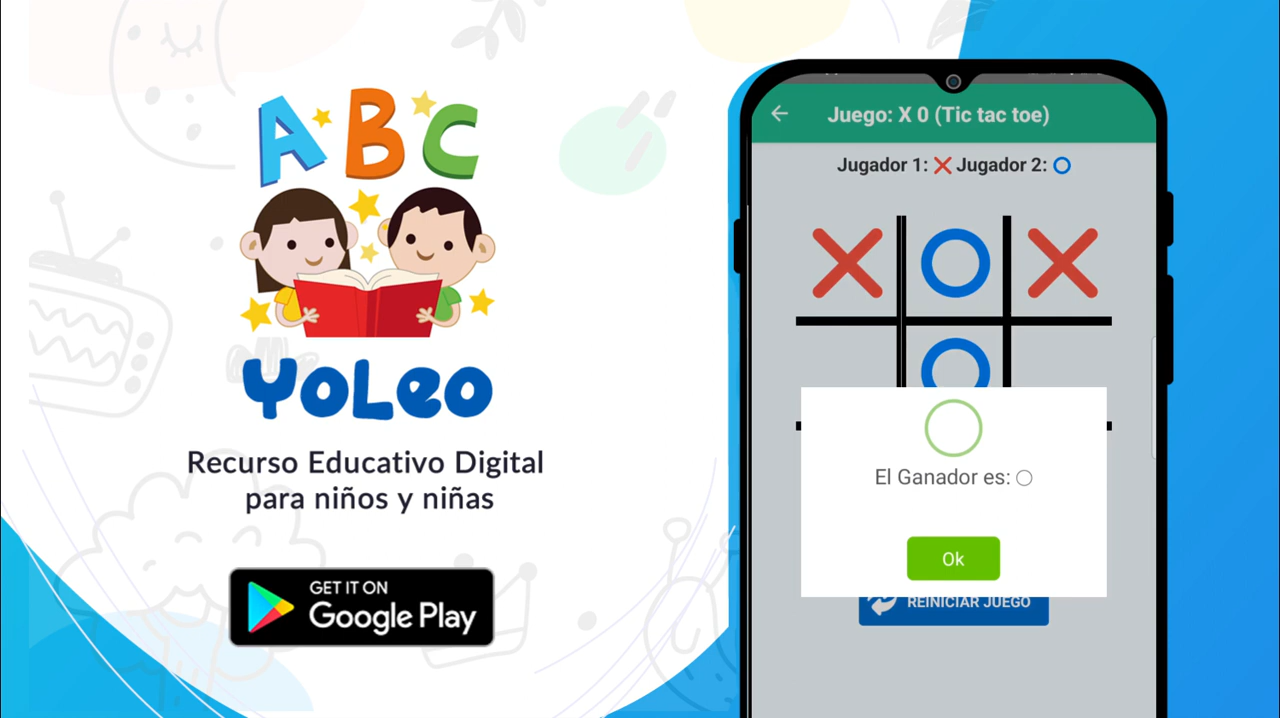 ABC
YoLeo
Recurso Educativo Digital
para niños y niñas
GET IT ON
Google Play
Juego: X 0 (Tic tac toe)
Jugador 1: ❌ Jugador 2: ⭕
El Ganador es: ○
Ok
REINICIAR JUEGO